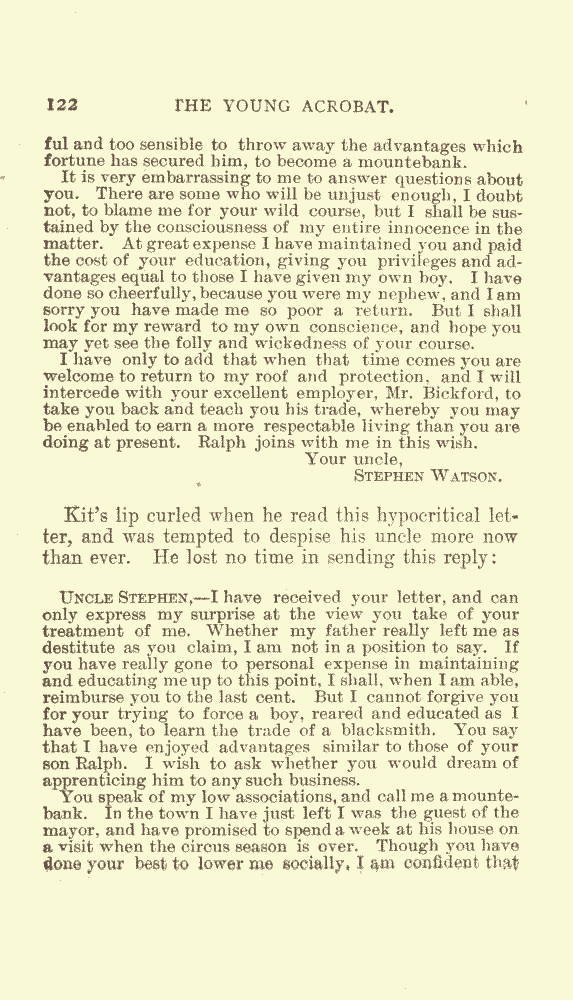 122 THE YOUNG ACROBAT.
ful and too sensible to throw away the advantages which
fortune has secured him, to become a mountebank.
It is very embarrassing to me to answer questions about
you. There are some who will be unjust enough, I doubt
not, to blame me for your wild course, but I shall be sus-
tained by the consciousness of my entire innocence in the
matter. At great expense I have maintained you and paid
the cost of your education, giving you privileges and ad-
vantages equal to those I have given my own boy. I have
done so cheerfully, because you were my nephew, and I am
sorry you have made me so poor a return. But I shall
look for my reward to my own conscience, and hope you
may yet see the folly and wickedness of your course.
I have only to add that when that time comes you are
welcome to return to my roof and protection, and I will
intercede with your excellent employer, Mr. Bickford, to
take you back and teach you his trade, whereby you may
be enabled to earn a more respectable living than you are
doing at present. Ralph joins with me in this wish.
Your uncle,
STEPHEN WATSON.
Kit's lip curled when he read this hypocritical let-
ter, and was tempted to despise his uncle more now
than ever. He lost no time in sending this reply:
UNCLE STEPHEN,—I have received your letter, and can
only express my surprise at the view you take of your
treatment of me. Whether my father really left me as
destitute as you claim, I am not in a position to say. If
you have really gone to personal expense in maintaining
and educating me up to this point, I shall, when I am able,
reimburse you to the last cent. But I cannot forgive you
for your trying to force a boy, reared and educated as I
have been, to learn the trade of a blacksmith. You say
that I have enjoyed advantages similar to those of your
son Ralph. I wish to ask whether you would dream of
apprenticing him to any such business.
You speak of my low associations, and call me a mounte-
bank. In the town I have just left I was the guest of the
mayor, and have promised to spend a week at his house on
a visit when the circus season is over. Though you have
done your best to lower me socially, I am confident that